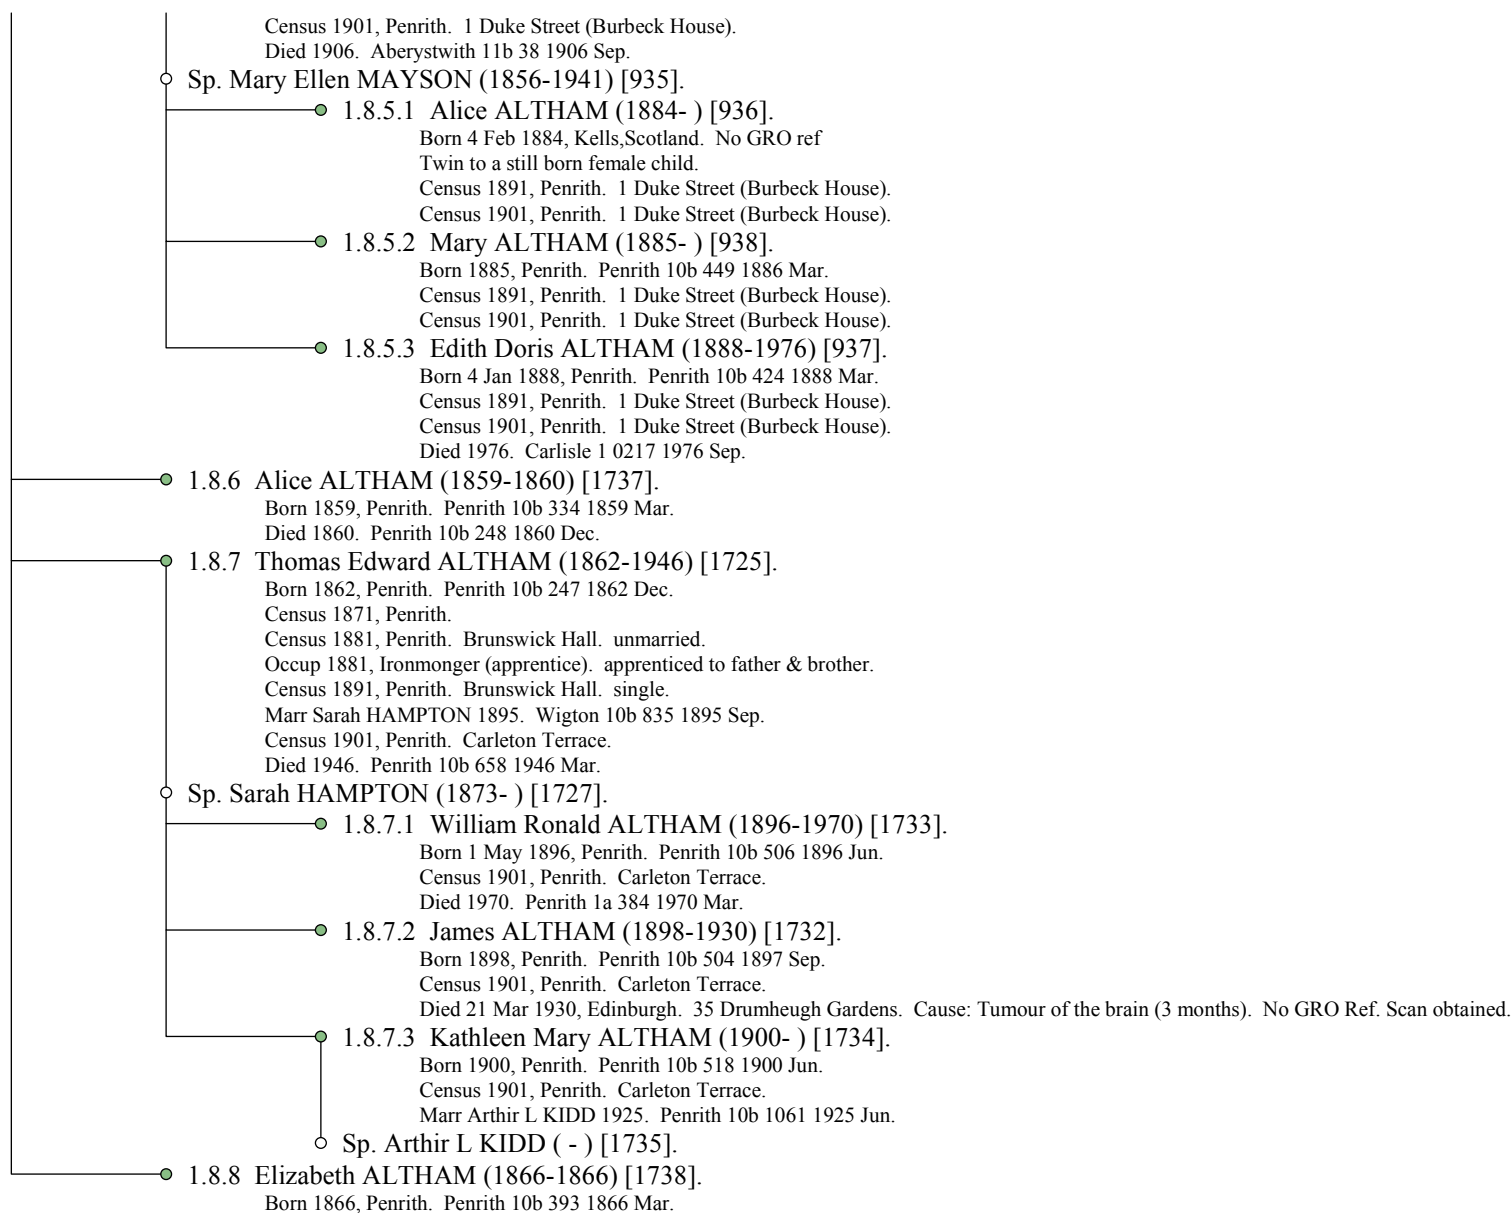 Census 1901, Penrith.  1 Duke Street (Burbeck House).
Died 1906.  Aberystwith 11b 38 1906 Sep.
Sp. Mary Ellen MAYSON (1856-1941) [935].
1.8.5.1  Alice ALTHAM (1884- ) [936].
Born 4 Feb 1884, Kells,Scotland.  No GRO ref
Twin to a still born female child.
Census 1891, Penrith.  1 Duke Street (Burbeck House).
Census 1901, Penrith.  1 Duke Street (Burbeck House).
1.8.5.2  Mary ALTHAM (1885- ) [938].
Born 1885, Penrith.  Penrith 10b 449 1886 Mar.
Census 1891, Penrith.  1 Duke Street (Burbeck House).
Census 1901, Penrith.  1 Duke Street (Burbeck House).
1.8.5.3  Edith Doris ALTHAM (1888-1976) [937].
Born 4 Jan 1888, Penrith.  Penrith 10b 424 1888 Mar.
Census 1891, Penrith.  1 Duke Street (Burbeck House).
Census 1901, Penrith.  1 Duke Street (Burbeck House).
Died 1976.  Carlisle 1 0217 1976 Sep.
1.8.6  Alice ALTHAM (1859-1860) [1737].
Born 1859, Penrith.  Penrith 10b 334 1859 Mar.
Died 1860.  Penrith 10b 248 1860 Dec.
1.8.7  Thomas Edward ALTHAM (1862-1946) [1725].
Born 1862, Penrith.  Penrith 10b 247 1862 Dec.
Census 1871, Penrith.
Census 1881, Penrith.  Brunswick Hall.  unmarried.
Occup 1881, Ironmonger (apprentice).  apprenticed to father & brother.
Census 1891, Penrith.  Brunswick Hall.  single.
Marr Sarah HAMPTON 1895.  Wigton 10b 835 1895 Sep.
Census 1901, Penrith.  Carleton Terrace.
Died 1946.  Penrith 10b 658 1946 Mar.
Sp. Sarah HAMPTON (1873- ) [1727].
1.8.7.1  William Ronald ALTHAM (1896-1970) [1733].
Born 1 May 1896, Penrith.  Penrith 10b 506 1896 Jun.
Census 1901, Penrith.  Carleton Terrace.
Died 1970.  Penrith 1a 384 1970 Mar.
1.8.7.2  James ALTHAM (1898-1930) [1732].
Born 1898, Penrith.  Penrith 10b 504 1897 Sep.
Census 1901, Penrith.  Carleton Terrace.
Died 21 Mar 1930, Edinburgh.  35 Drumheugh Gardens.  Cause: Tumour of the brain (3 months).  No GRO Ref. Scan obtained.
1.8.7.3  Kathleen Mary ALTHAM (1900- ) [1734].
Born 1900, Penrith.  Penrith 10b 518 1900 Jun.
Census 1901, Penrith.  Carleton Terrace.
Marr Arthir L KIDD 1925.  Penrith 10b 1061 1925 Jun.
Sp. Arthir L KIDD ( - ) [1735].
1.8.8  Elizabeth ALTHAM (1866-1866) [1738].
Born 1866, Penrith.  Penrith 10b 393 1866 Mar.